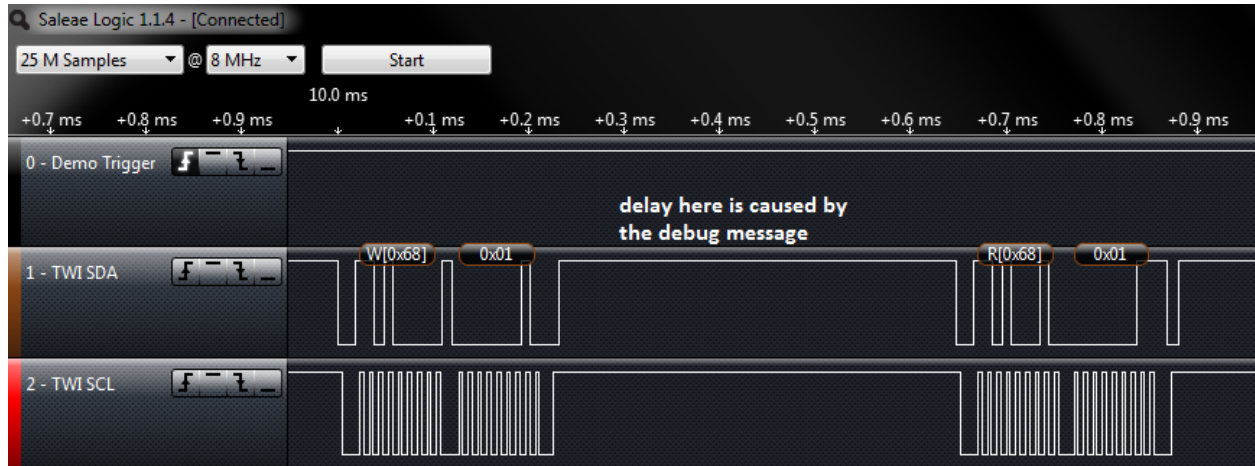 Saleae Logic 1.1.4 - [Connected]
25 M Samples @ 8 MHz Start
10.0 ms
+0.7 ms +0.8 ms +0.9 ms +0.1 ms +0.2 ms +0.3 ms +0.4 ms +0.5 ms +0.6 ms +0.7 ms +0.8 ms +0.9 ms
0 - Demo Trigger
delay here is caused by
the debug message
W[0x68] 0x01 R[0x68] 0x01
1 - TWI SDA
2 - TWI SCL